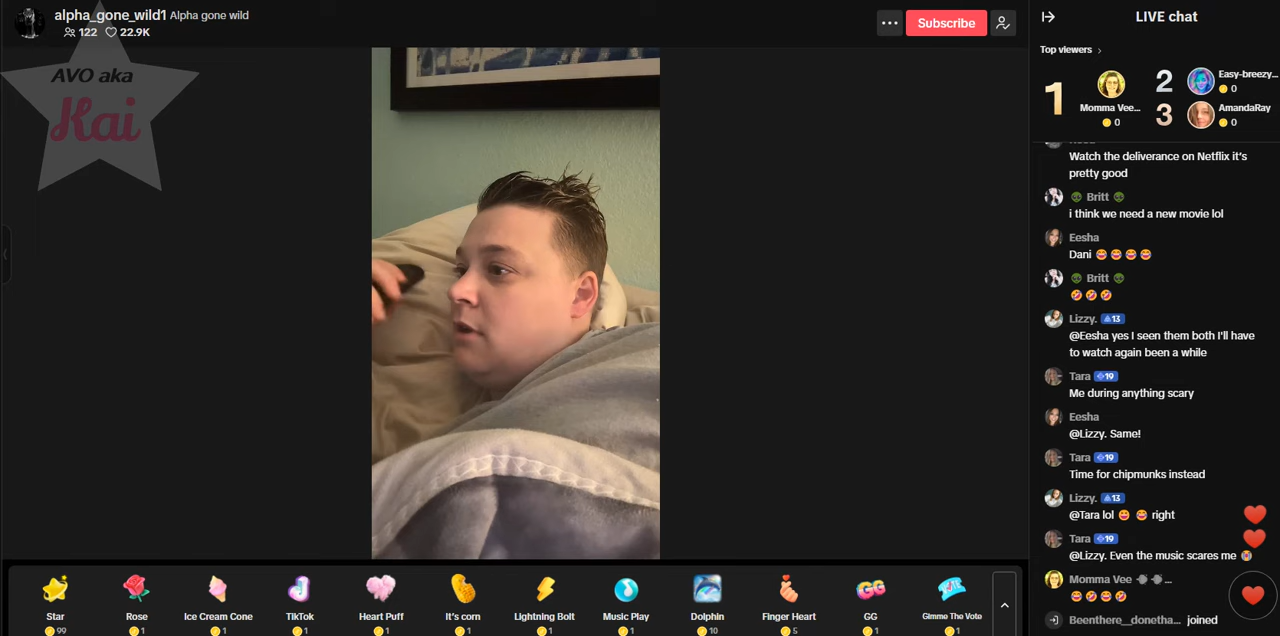 alpha_gone_wild1 Alpha gone wild
122 22.9K
Subscribe
AVO aka
Kai
LIVE chat
Top viewers
1
Momma Vee...
0
2
Easy-breezy...
0
3
AmandaRay
0
Watch the deliverance on Netflix it's
pretty good
Britt
i think we need a new movie lol
Eesha
Dani
Britt
Lizzy. 13
@Eesha yes I seen them both I'll have
to watch again been a while
Tara 19
Me during anything scary
Eesha
@Lizzy. Same!
Tara 19
Time for chipmunks instead
Lizzy. 13
@Tara lol right
Tara 19
@Lizzy. Even the music scares me
Momma Vee ...
Beenthere__donetha... joined
Star
99
Rose
1
Ice Cream Cone
1
TikTok
1
Heart Puff
1
It's corn
1
Lightning Bolt
1
Music Play
1
Dolphin
10
Finger Heart
5
GG
1
Gimme The Vote
1